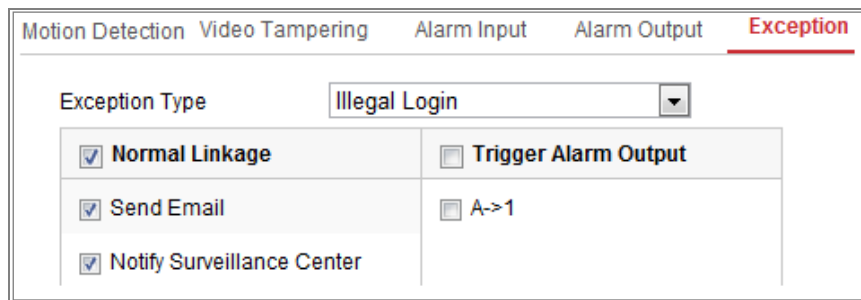 Motion Detection Video Tampering Alarm Input Alarm Output Exception
Exception Type Illegal Login
Normal Linkage Trigger Alarm Output
Send Email A->1
Notify Surveillance Center